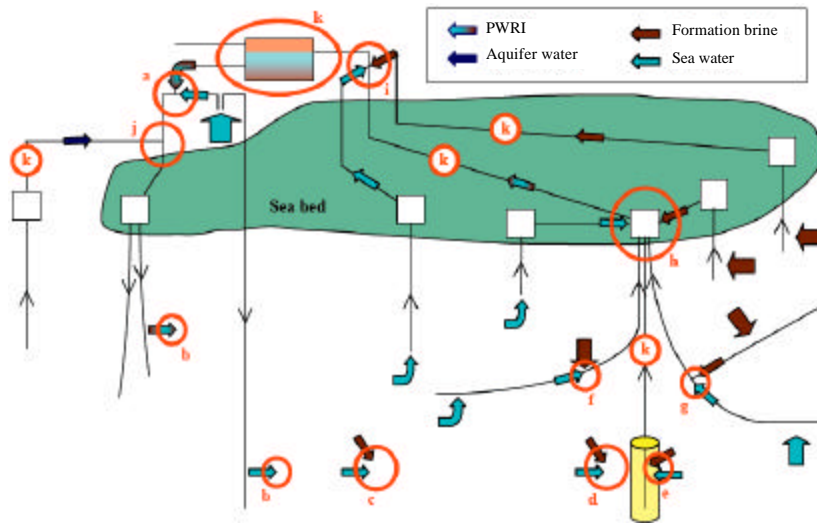 PWRI
Formation brine
Aquifer water
Sea water
k
a
i
j
k
k
k
Sea bed
h
b
k
f
g
b
c
d
e